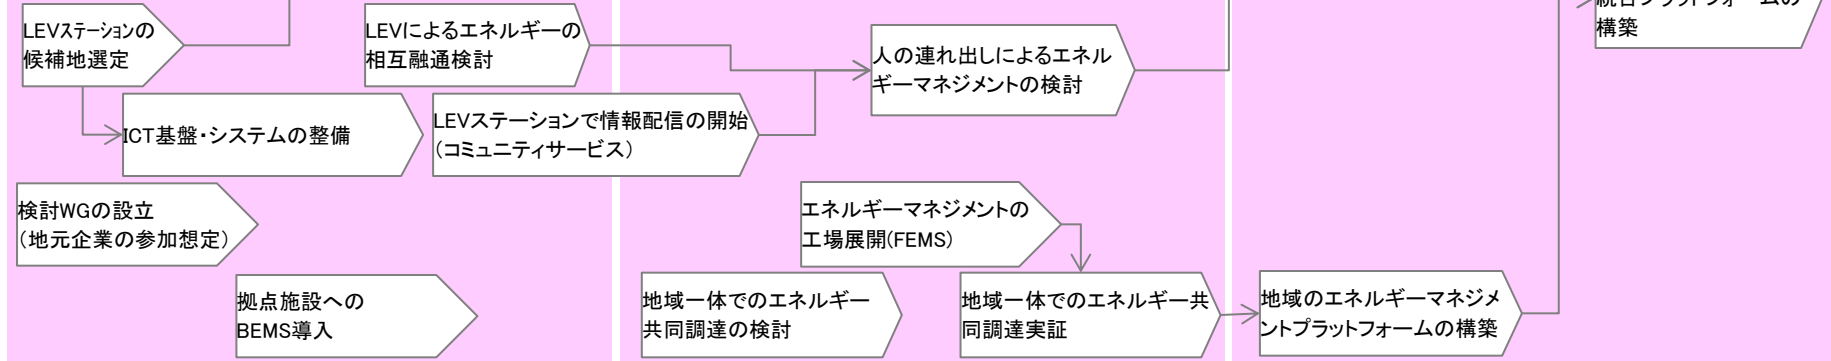 LEVステーションの
候補地選定
LEVによるエネルギーの
相互融通検討
人の連れ出しによるエネル
ギーマネジメントの検討
構築
ICT基盤・システムの整備
LEVステーションで情報配信の開始
（コミュニティサービス）
検討WGの設立
（地元企業の参加想定）
エネルギーマネジメントの
工場展開(FEMS)
拠点施設への
BEMS導入
地域一体でのエネルギー
共同調達の検討
地域一体でのエネルギー共
同調達実証
地域のエネルギーマネジメ
ントプラットフォームの構築